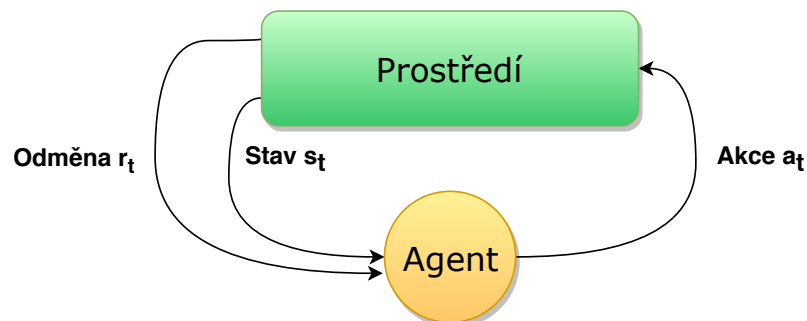 Prostředí
Odměna rt
Stav st
Akce at
Agent